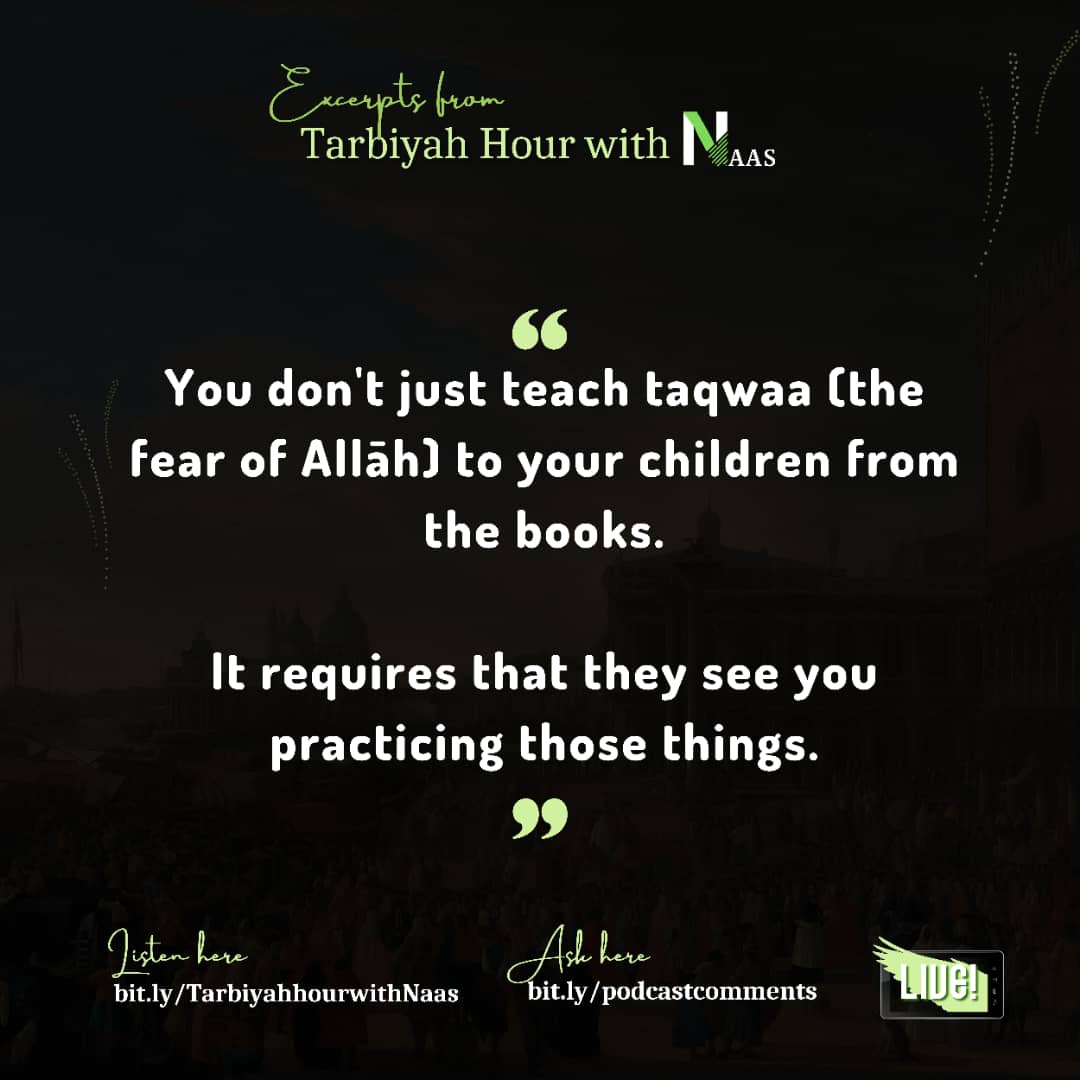 Excerpts from
Tarbiyah Hour with NAAS
“
You don't just teach taqwaa (the
fear of Allāh) to your children from
the books.
It requires that they see you
practicing those things.
”
Listen here
bit.ly/TarbiyahhourwithNaas
Ask here
bit.ly/podcastcomments
LIVE!